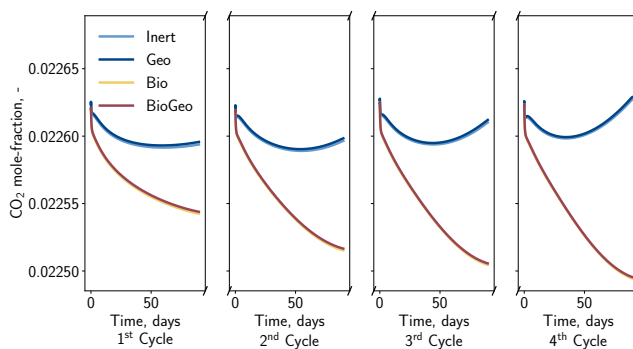 Inert
Geo
Bio
BioGeo
CO₂ mole-fraction, -
0.02265
0.02260
0.02255
0.02250
0 50
0 50
0 50
0 50
Time, days
1ˢᵗ Cycle
Time, days
2ⁿᵈ Cycle
Time, days
3ʳᵈ Cycle
Time, days
4ᵗʰ Cycle